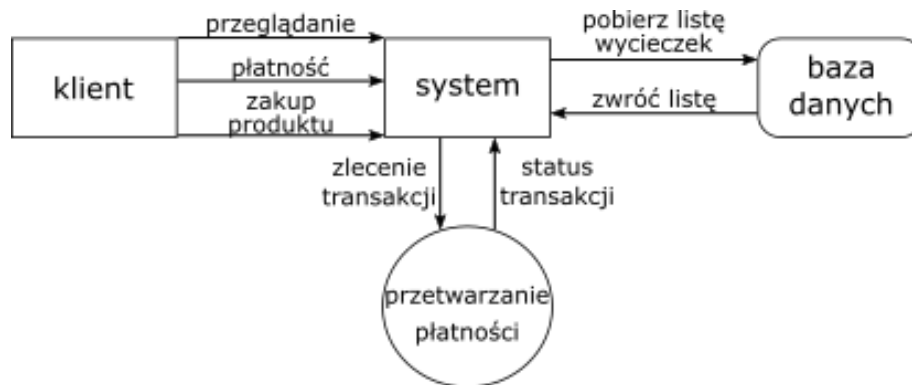 przeglądanie
płatność
zakup
produktu
klient
system
pobierz listę
wycieczek
zwróć listę
baza
danych
zlecenie
transakcji
status
transakcji
przetwarzanie
płatności